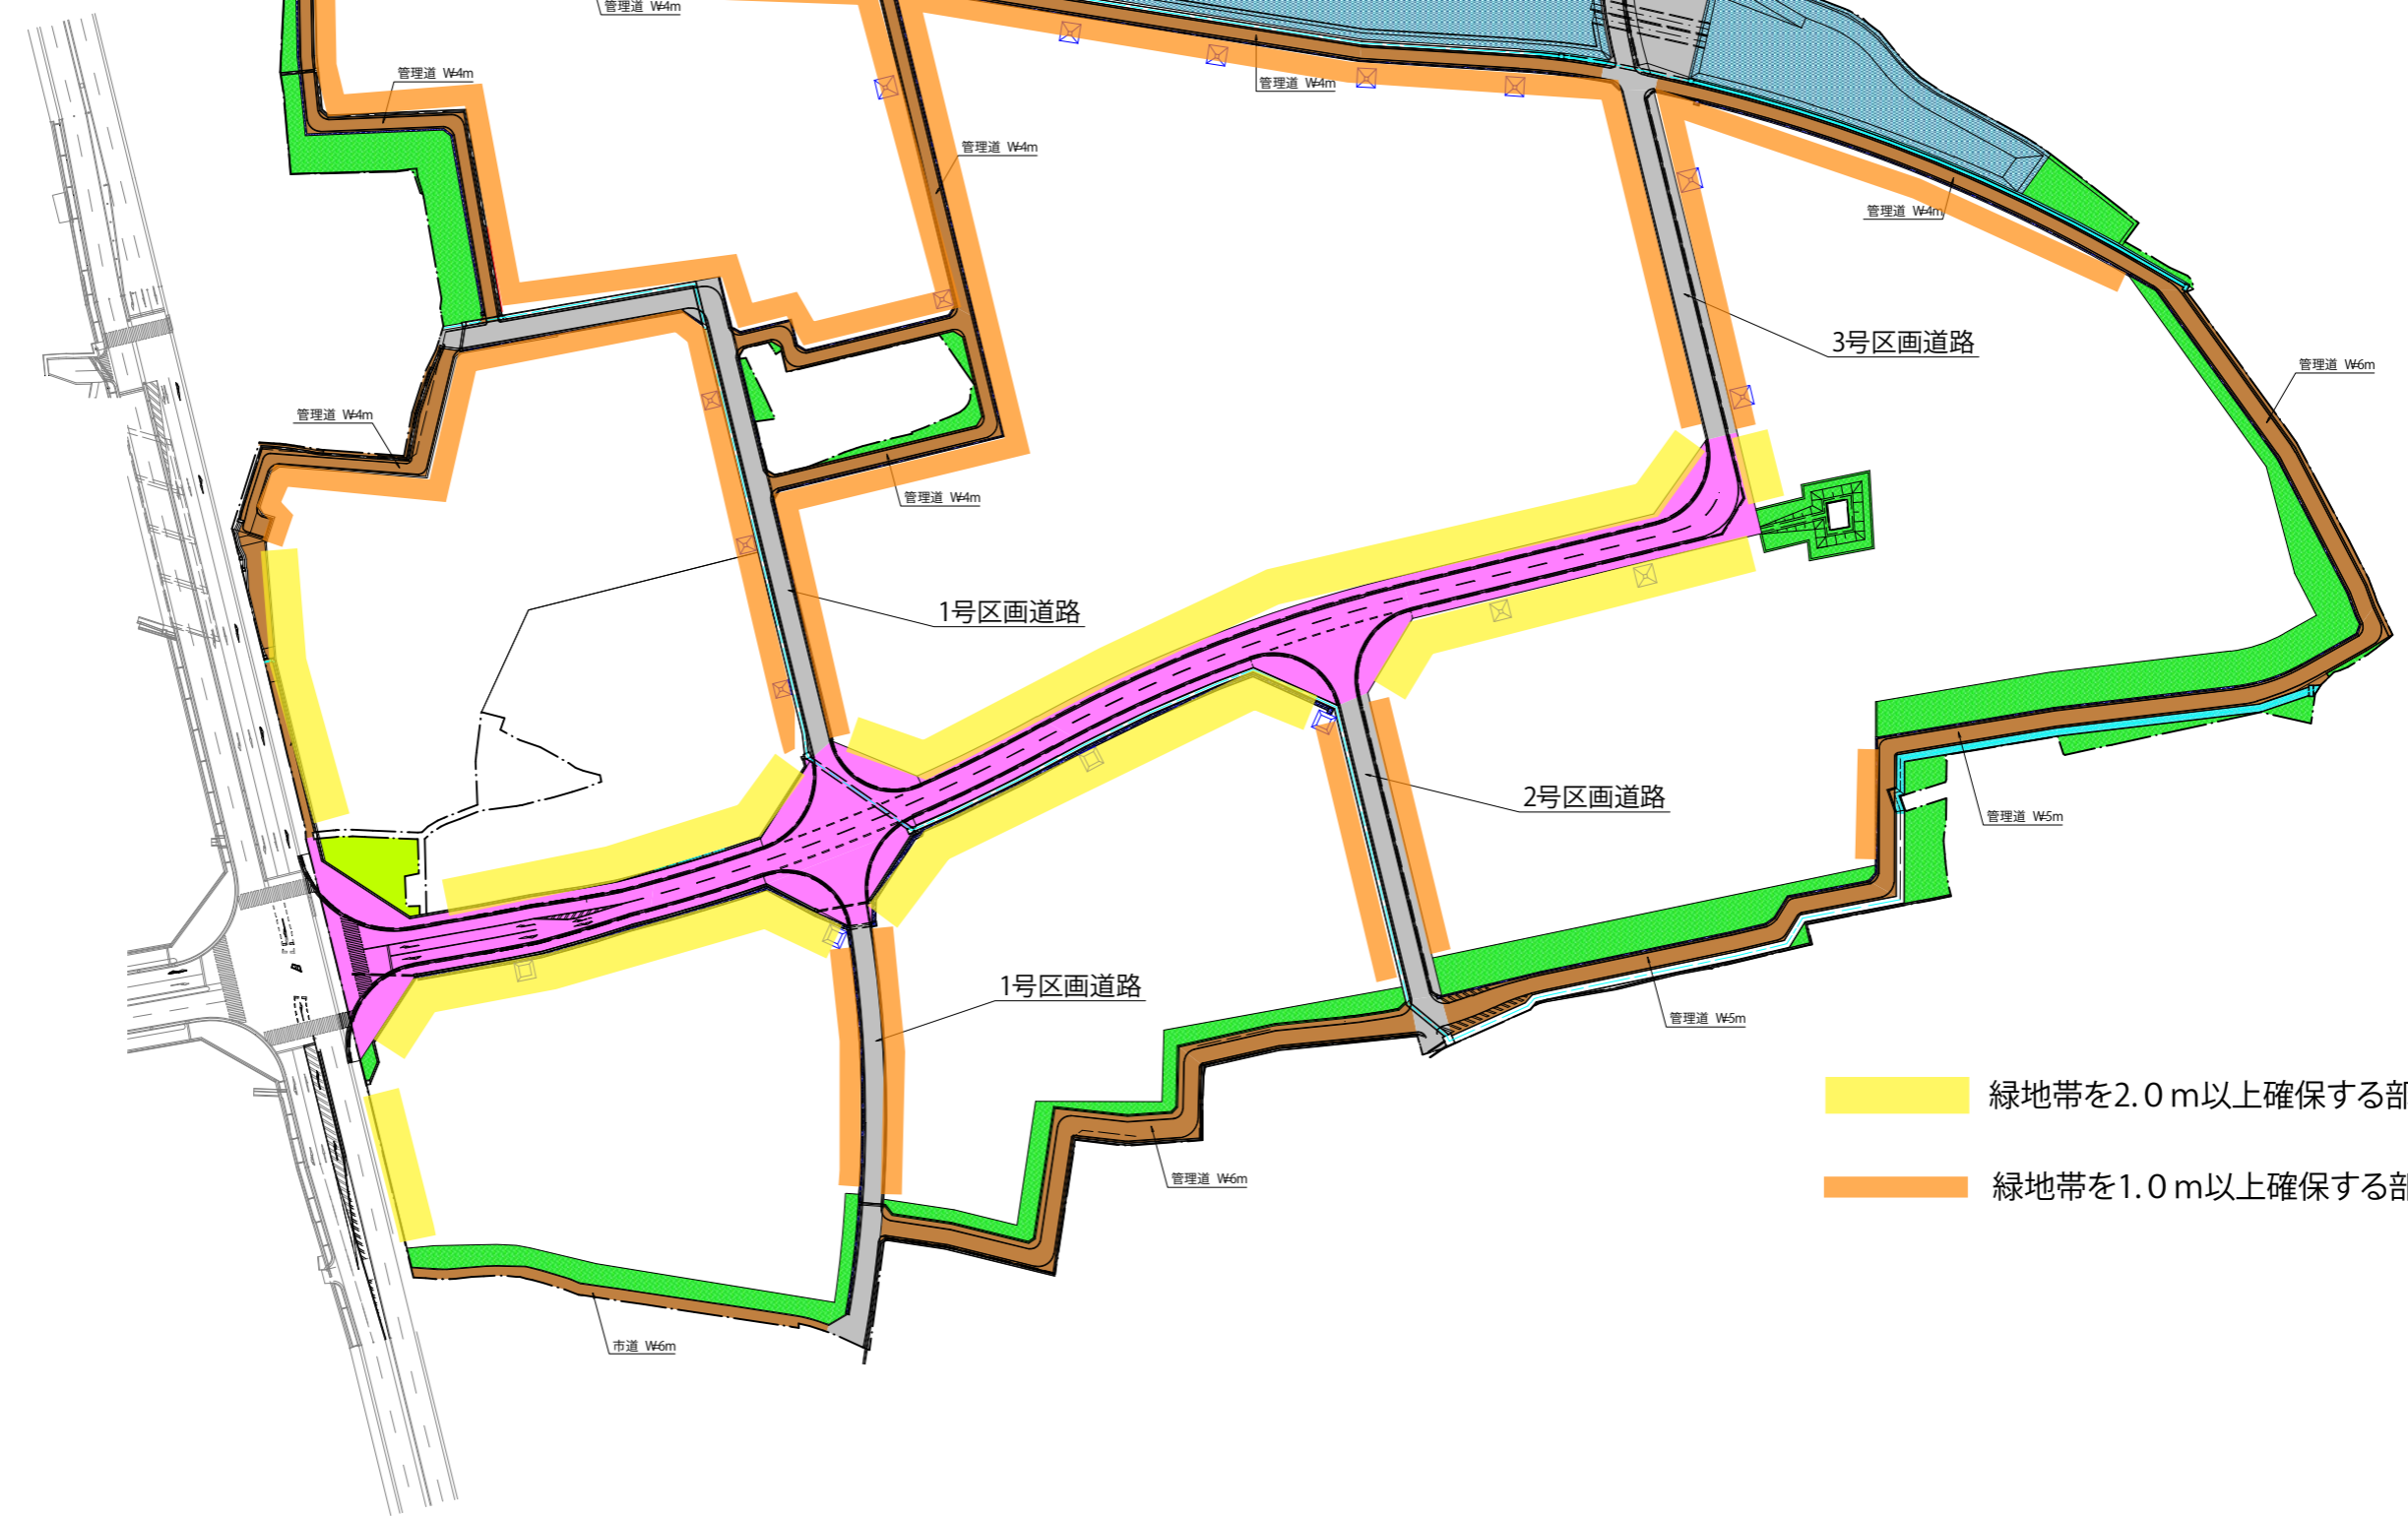 管理道 W=4m
管理道 W=4m
管理道 W=4m
管理道 W=4m
管理道 W=4m
3号区画道路
管理道 W=6m
管理道 W=4m
管理道 W=4m
1号区画道路
2号区画道路
管理道 W=5m
1号区画道路
管理道 W=5m
緑地帯を2.0m以上確保する部
管理道 W=6m
緑地帯を1.0m以上確保する部
市道 W=6m